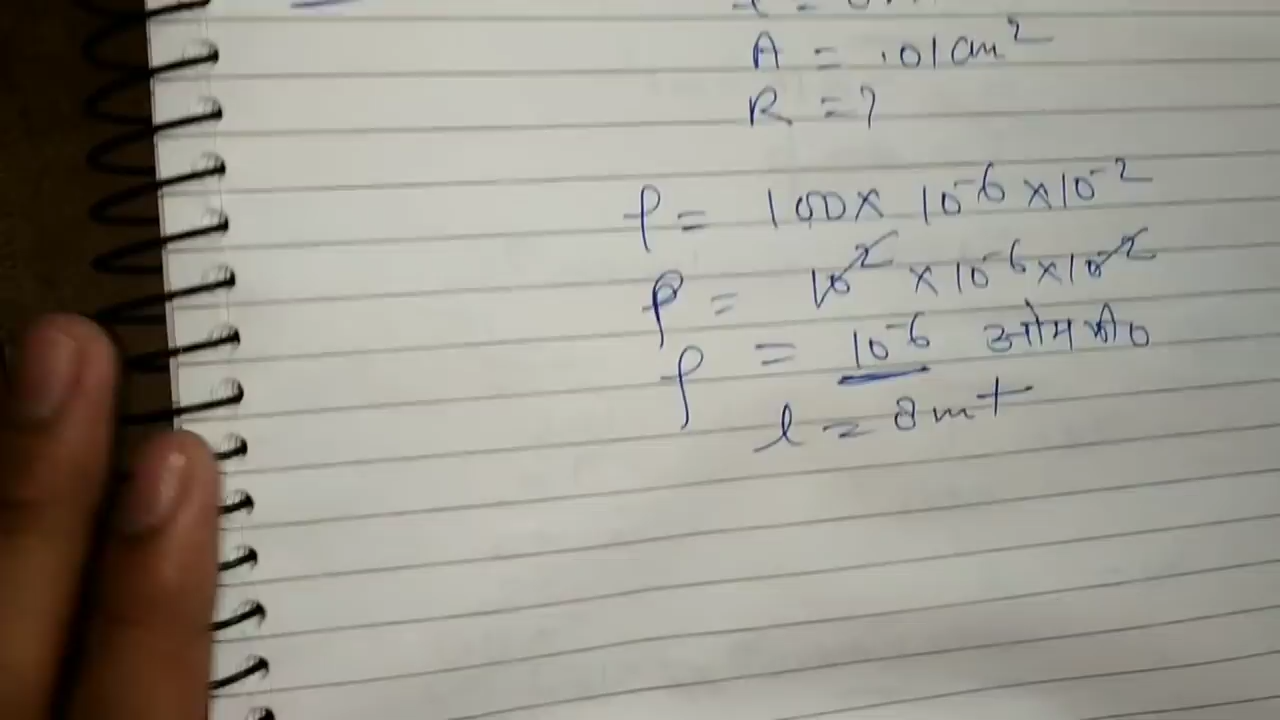 A = .01 cm²
R = ?
ρ = 100 × 10⁻⁶ × 10⁻²
ρ = 10² × 10⁻⁶ × 10⁻²
ρ = 10⁻⁶ ओम मी०
l = 8 mt